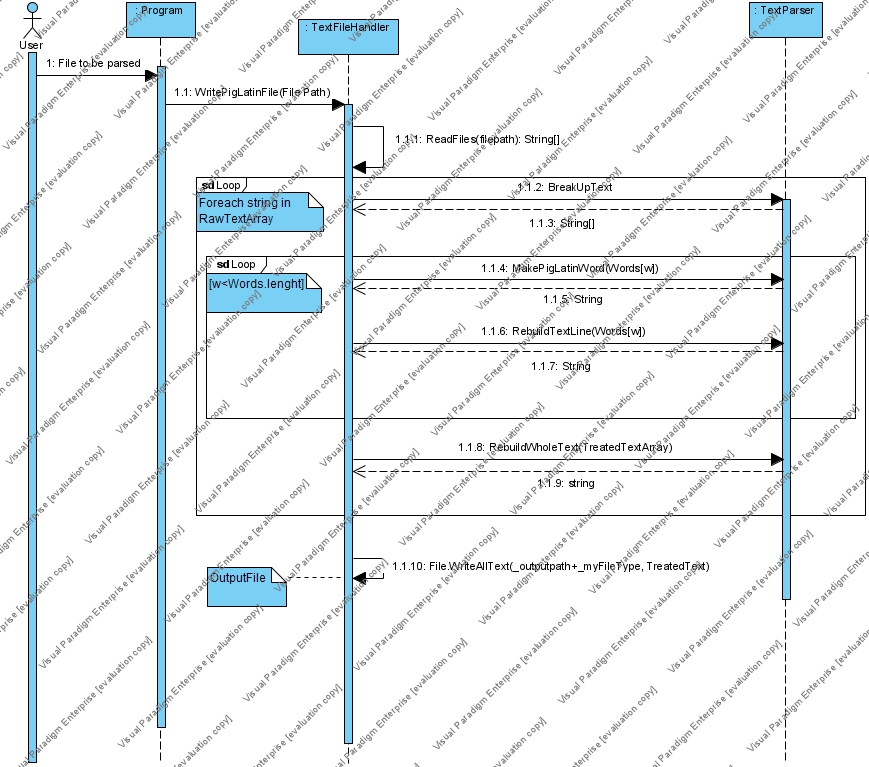 : Program
: TextParser
: TextFileHandler
User
1: File to be parsed
1.1: WritePigLatinFile(File Path)
1.1.1: ReadFiles(filepath): String[]
sd Loop
1.1.2: BreakUpText
Foreach string in
RawTextArray
1.1.3: String[]
sd Loop
1.1.4: MakePigLatinWord(Words[w])
[w<Words.lenght]
1.1.5: String
1.1.6: RebuildTextLine(Words[w])
1.1.7: String
1.1.8: RebuildWholeText(TreatedTextArray)
1.1.9: string
1.1.10: File.WriteAllText(_outputpath+_myFileType, TreatedText)
OutputFile
Visual Paradigm Enterprise [evaluation copy]